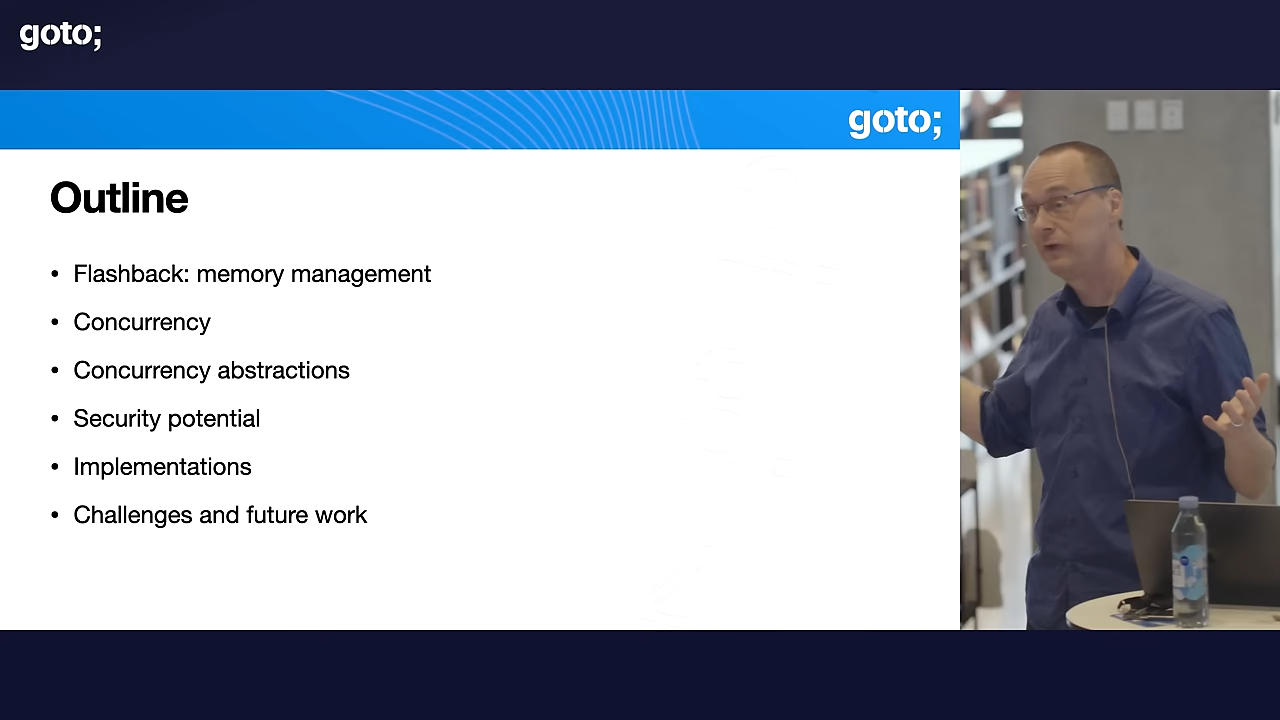 goto;
goto;
Outline
• Flashback: memory management
• Concurrency
• Concurrency abstractions
• Security potential
• Implementations
• Challenges and future work